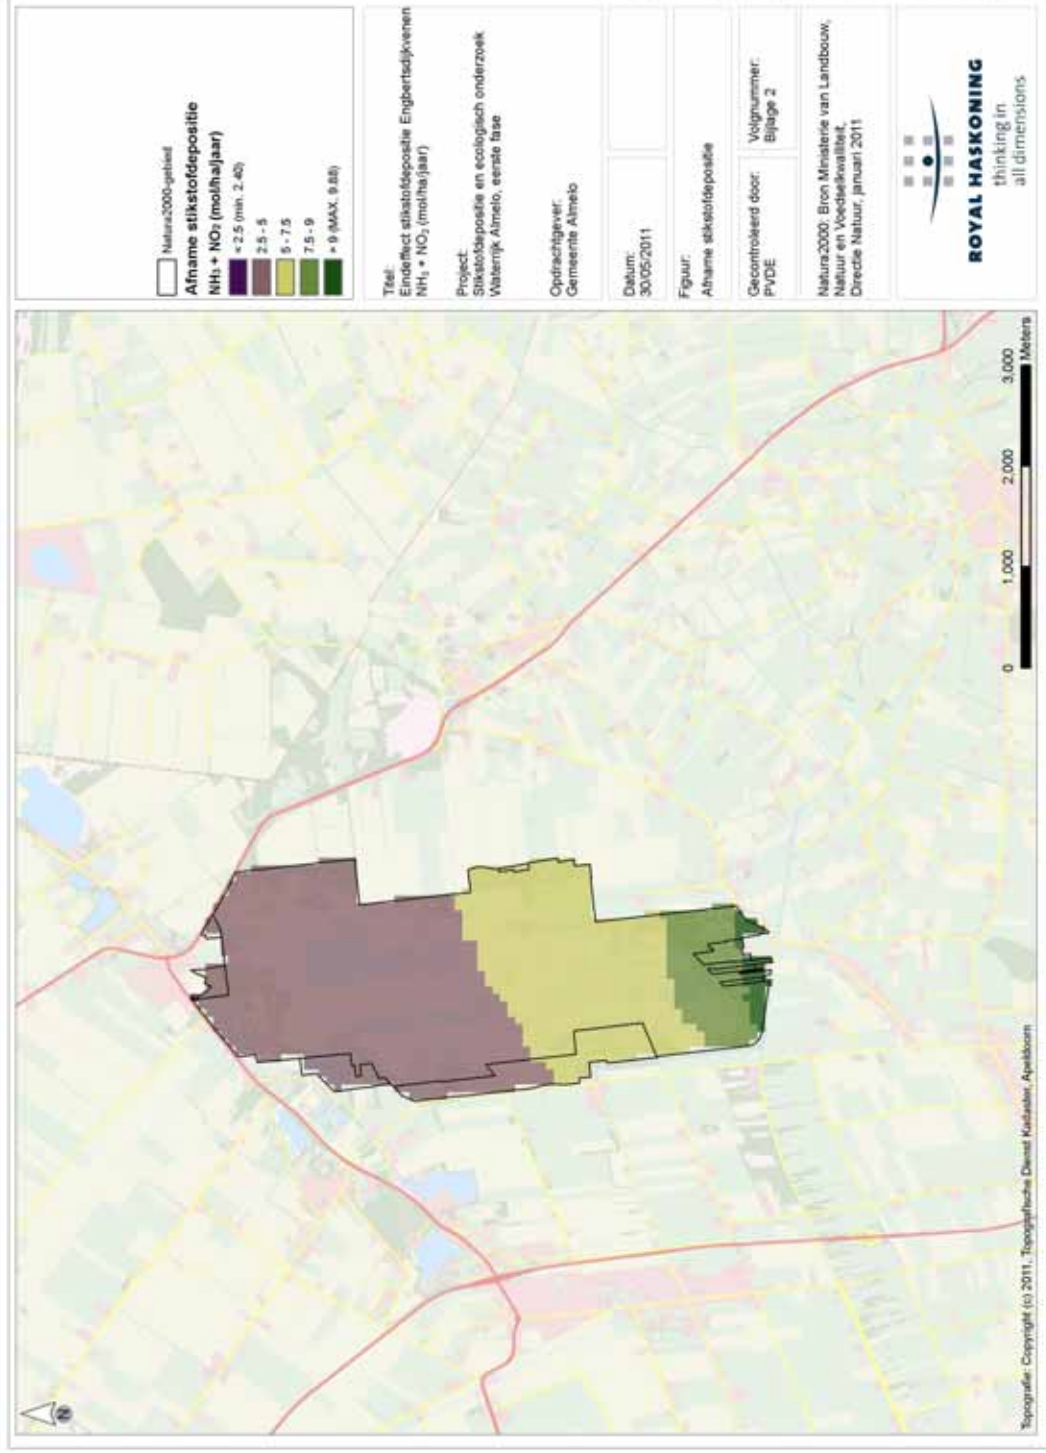 Natura2000-gebied
Afname stikstofdepositie
NH₃ + NO₂ (mol/ha/jaar)
< 2.5 (min. 2.40)
2.5 - 5
5 - 7.5
7.5 - 9
> 9 (MAX. 9.88)
Titel:
Eindeffect stikstofdepositie Engbertsdijkvenen
NH₃ + NO₂ (mol/ha/jaar)
Project:
Stikstofdepositie en ecologisch onderzoek
Waterrijk Almelo, eerste fase
Opdrachtgever:
Gemeente Almelo
Datum:
30/05/2011
Figuur:
Afname stikstofdepositie
Gecontroleerd door:
PVDE
Volgnummer:
Bijlage 2
Natura2000: Bron Ministerie van Landbouw,
Natuur en Voedselkwaliteit,
Directie Natuur, januari 2011
ROYAL HASKONING
thinking in
all dimensions
N
0 1,000 2,000 3,000 Meters
Topografie: Copyright (c) 2011, Topografische Dienst Kadaster, Apeldoorn